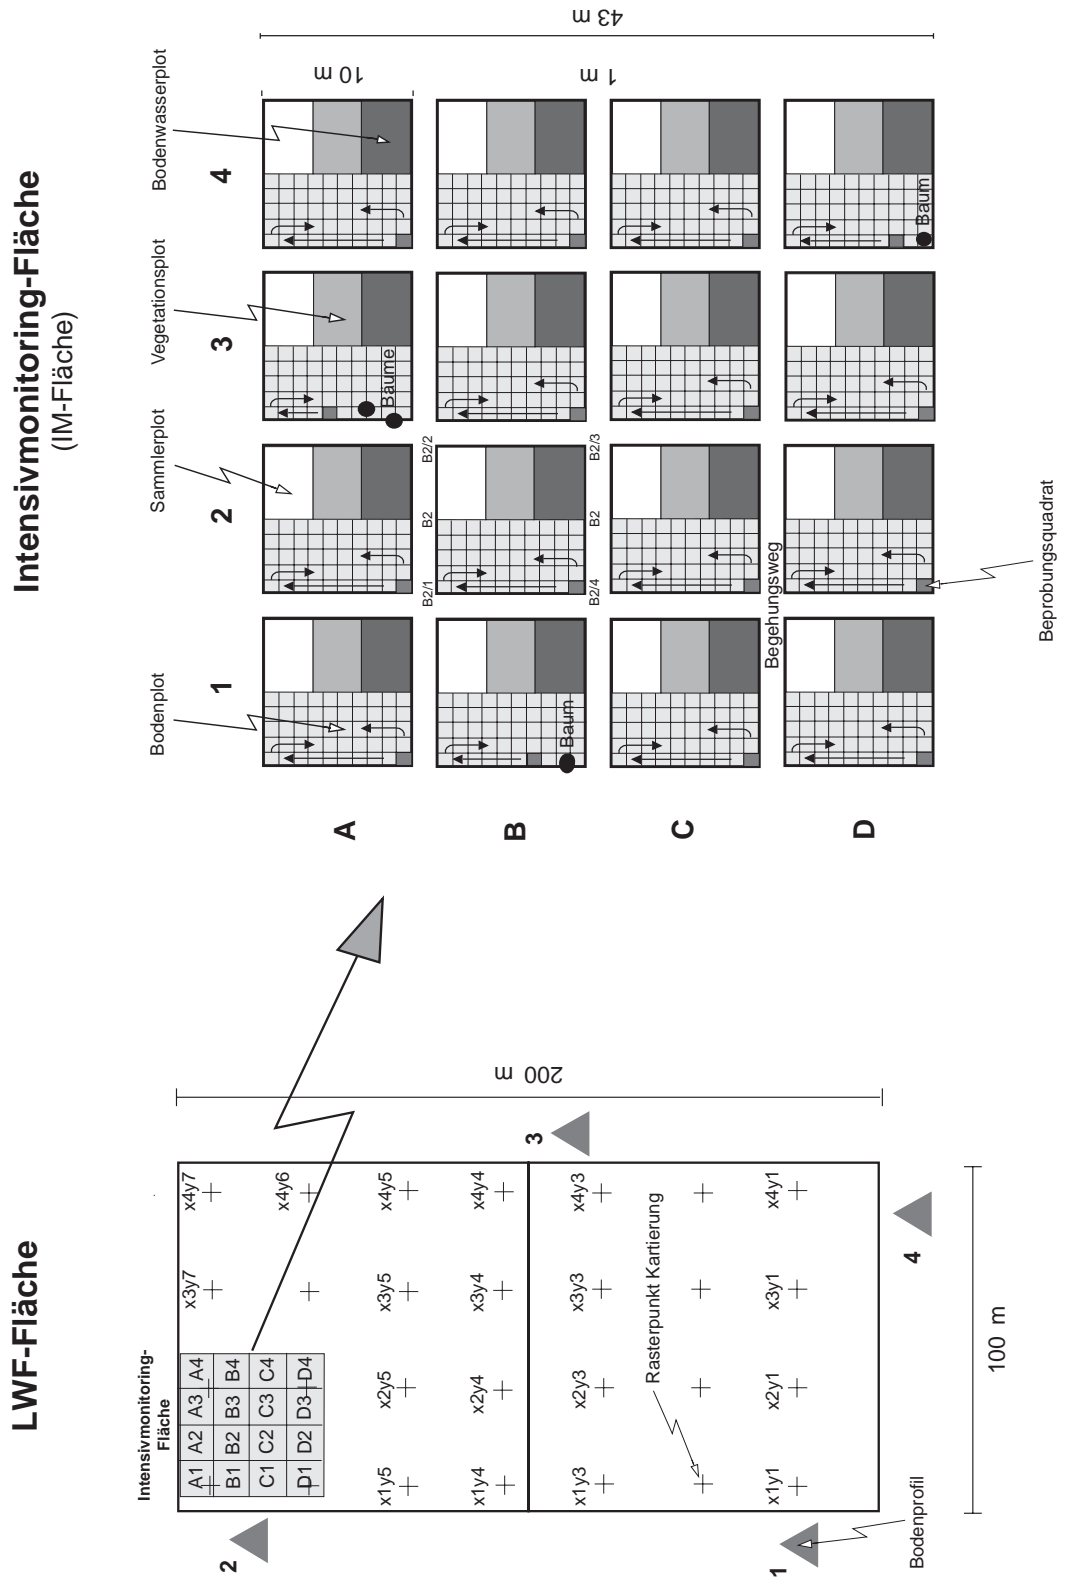 LWF-Fläche
Intensivmonitoring-
Fläche
A1 A2 A3 A4
B1 B2 B3 B4
C1 C2 C3 C4
D1 D2 D3 D4
x3y7
x4y7
x4y6
x1y5
x2y5
x3y5
x4y5
x1y4
x2y4
x3y4
x4y4
x1y3
x2y3
x3y3
x4y3
Rasterpunkt Kartierung
x1y1
x2y1
x3y1
x4y1
2
3
1
4
Bodenprofil
100 m
200 m
Intensivmonitoring-Fläche
(IM-Fläche)
Bodenplot
Sammlerplot
Vegetationsplot
Bodenwasserplot
1
2
3
4
A
B
C
D
Bäume
B2/1
B2
B2/2
Baum
B2/4
B2
B2/3
Begehungsweg
Baum
Beprobungsquadrat
10 m
1 m
43 m